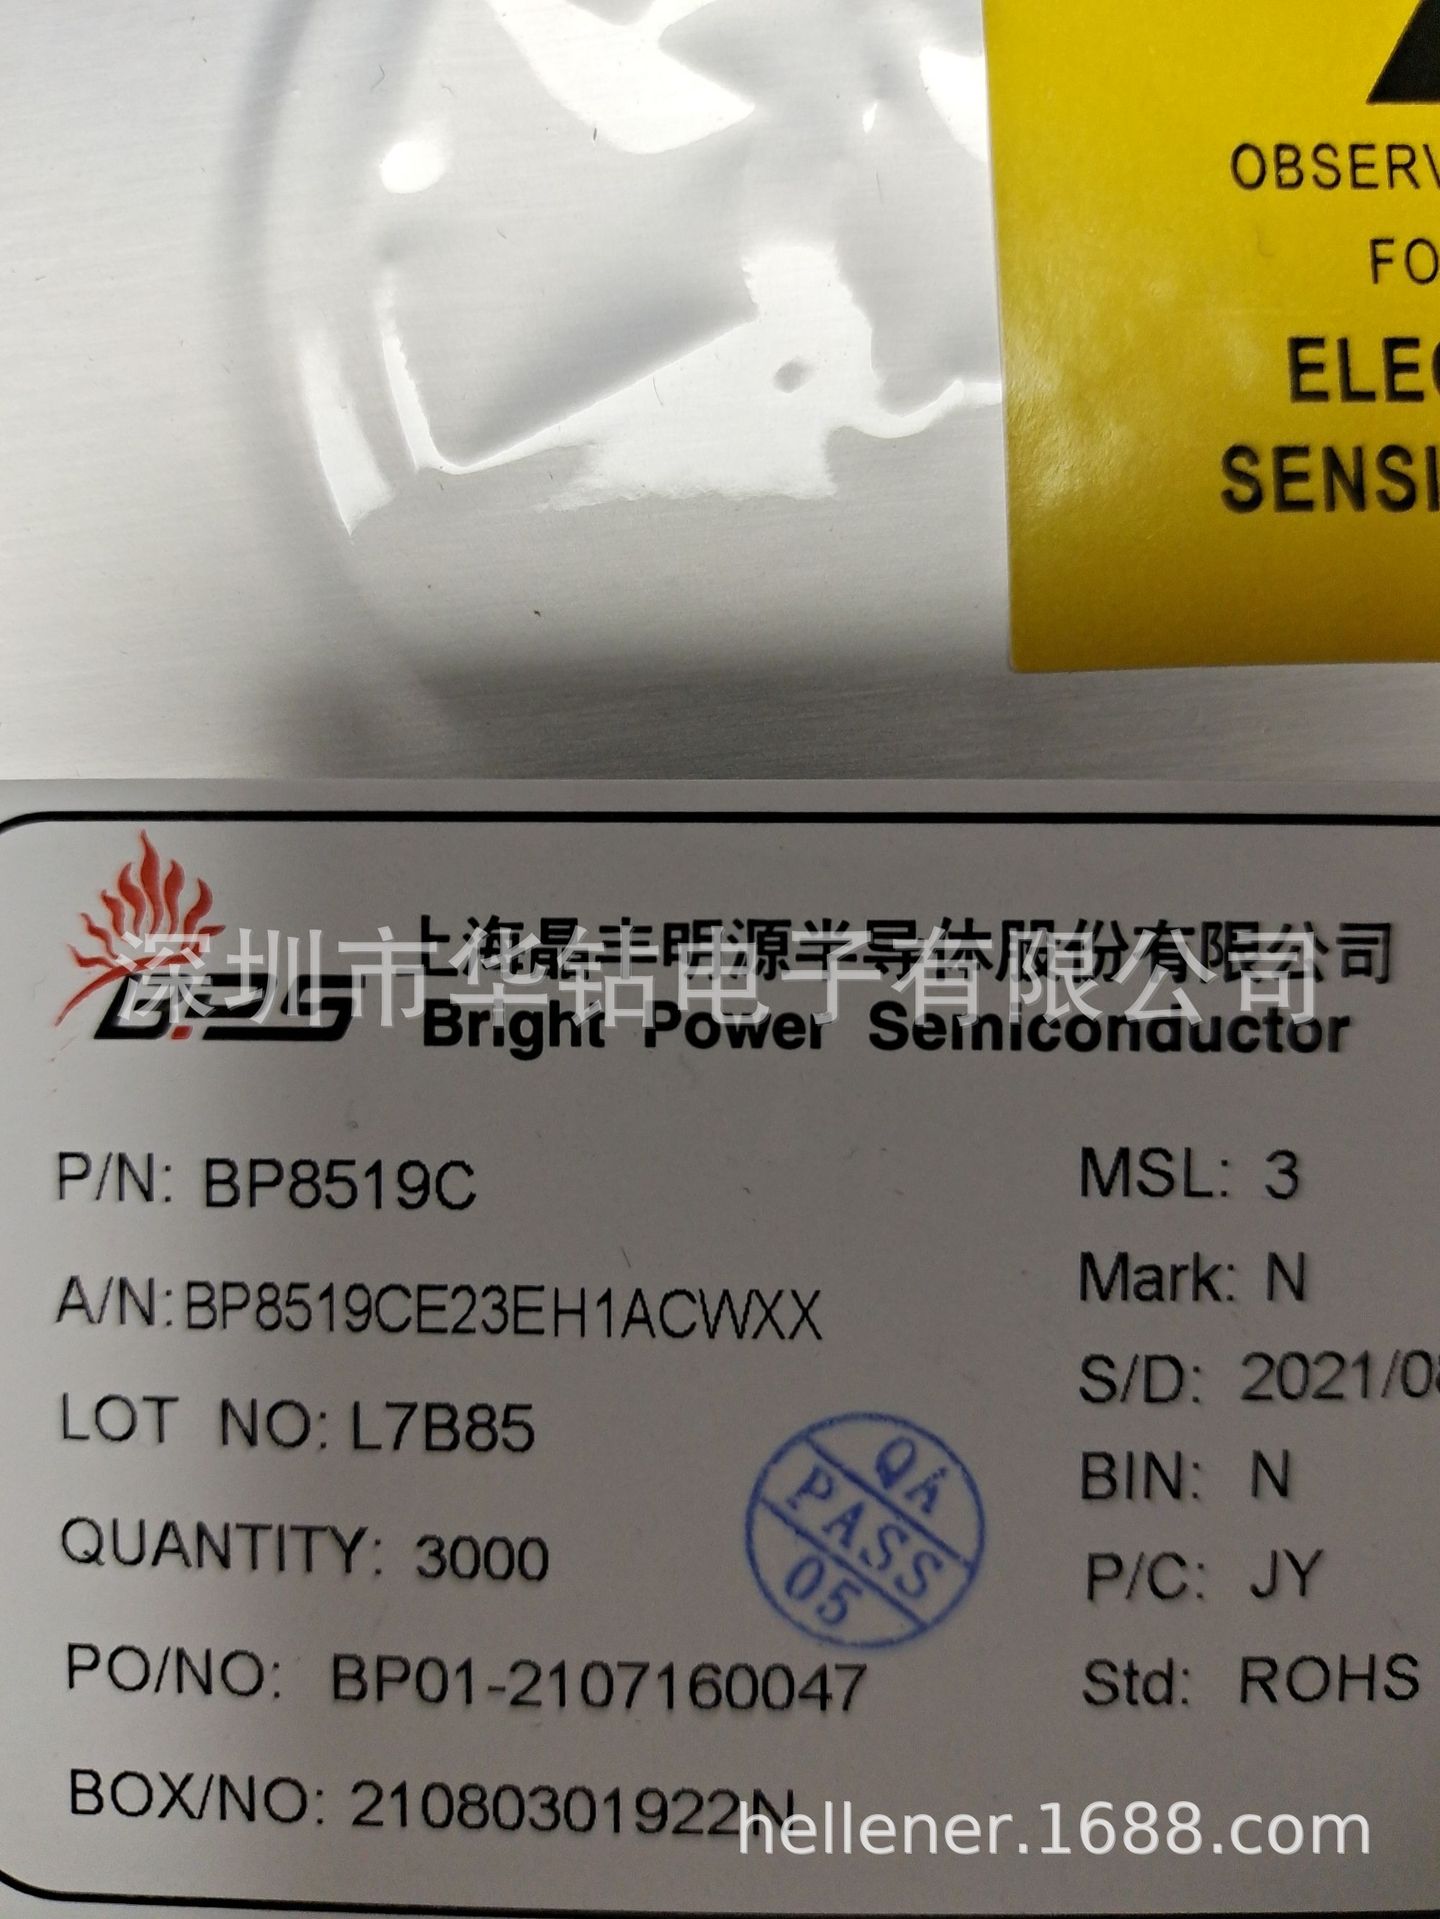 OBSERV
FO
ELEC
SENSI
BPS
上海晶丰明源半导体股份有限公司
深圳市华钻电子有限公司
Bright Power Semiconductor
P/N: BP8519C
MSL: 3
A/N: BP8519CE23EH1ACWXX
Mark: N
LOT NO: L7B85
S/D: 2021/08
QUANTITY: 3000
BIN: N
QA
PASS
05
P/C: JY
PO/NO: BP01-2107160047
Std: ROHS
BOX/NO: 21080301922N
hellener.1688.com